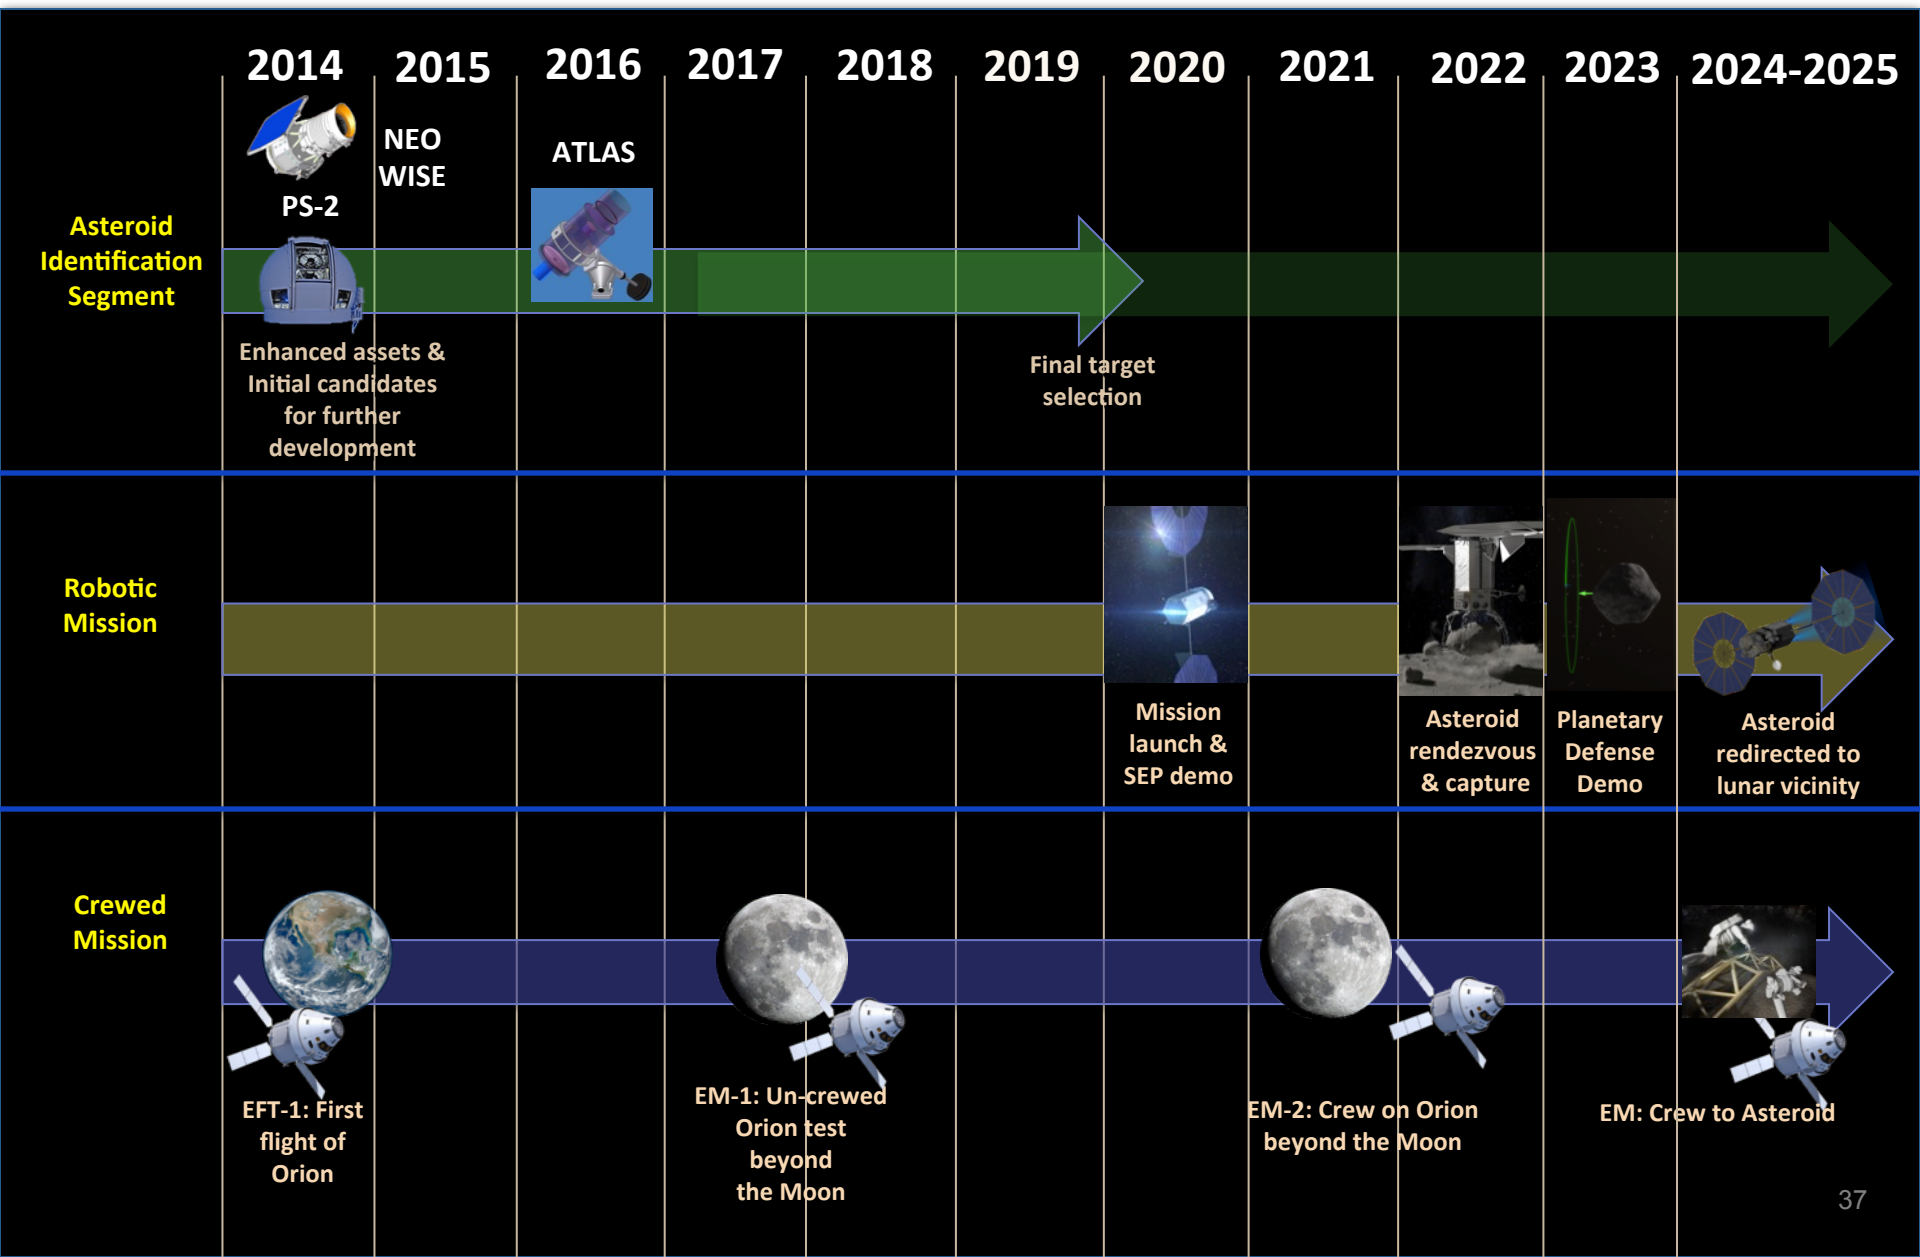 2014
2015
2016
2017
2018
2019
2020
2021
2022
2023
2024-2025
NEO
WISE
ATLAS
PS-2
Asteroid
Identification
Segment
Enhanced assets &
Initial candidates
for further
development
Final target
selection
Robotic
Mission
Mission
launch &
SEP demo
Asteroid
rendezvous
& capture
Planetary
Defense
Demo
Asteroid
redirected to
lunar vicinity
Crewed
Mission
EFT-1: First
flight of
Orion
EM-1: Un-crewed
Orion test
beyond
the Moon
EM-2: Crew on Orion
beyond the Moon
EM: Crew to Asteroid
37